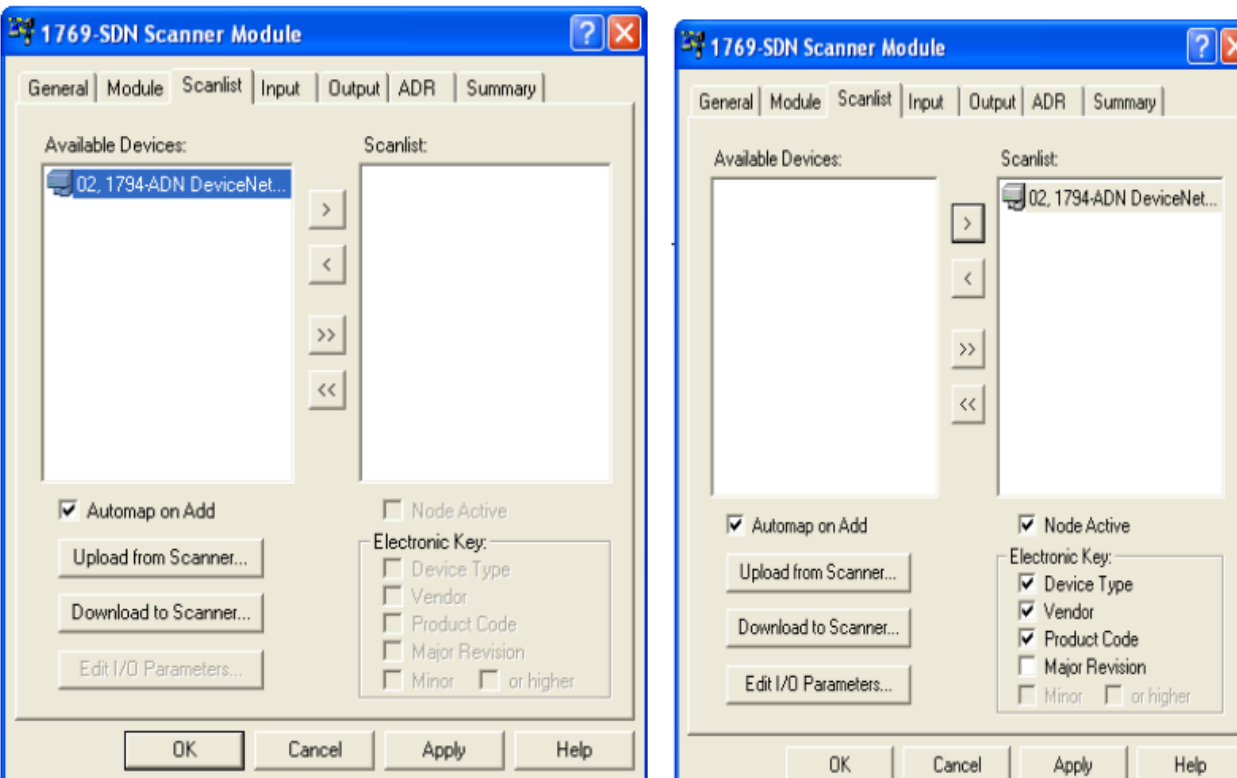 1769-SDN Scanner Module
General Module Scanlist Input Output ADR Summary
Available Devices: Scanlist:
02, 1794-ADN DeviceNet...
>
<
>>
<<
Automap on Add Node Active
Upload from Scanner... Electronic Key:
Device Type
Vendor
Download to Scanner... Product Code
Major Revision
Edit I/O Parameters... Minor or higher
OK Cancel Apply Help
1769-SDN Scanner Module
General Module Scanlist Input Output ADR Summary
Available Devices: Scanlist:
02, 1794-ADN DeviceNet...
>
<
>>
<<
Automap on Add Node Active
Upload from Scanner... Electronic Key:
Device Type
Vendor
Download to Scanner... Product Code
Major Revision
Edit I/O Parameters... Minor or higher
OK Cancel Apply Help